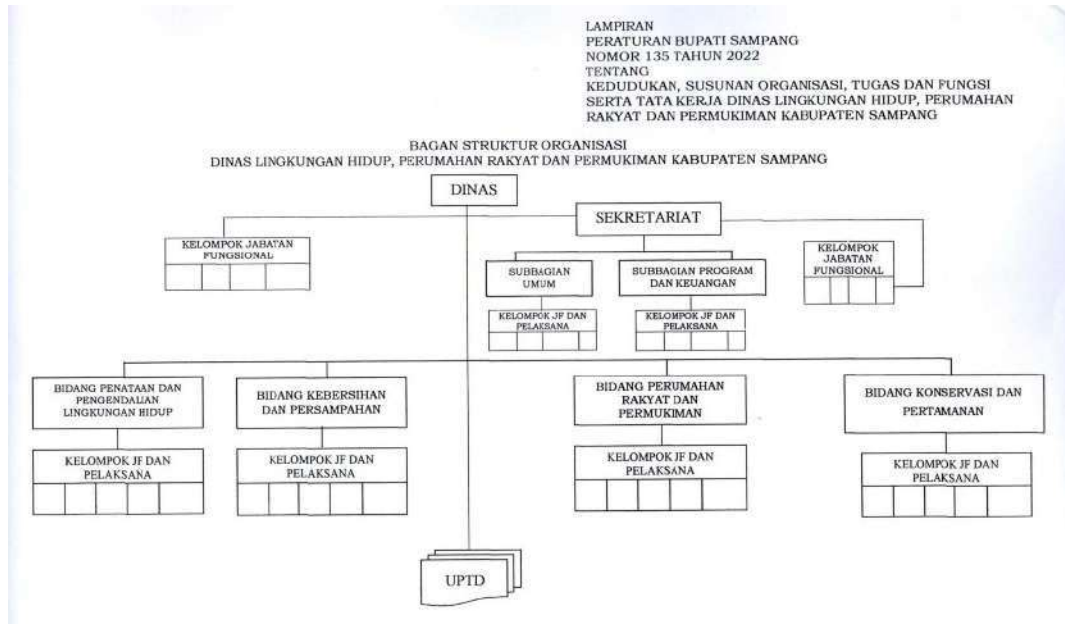 LAMPIRAN
PERATURAN BUPATI SAMPANG
NOMOR 135 TAHUN 2022
TENTANG
KEDUDUKAN, SUSUNAN ORGANISASI, TUGAS DAN FUNGSI
SERTA TATA KERJA DINAS LINGKUNGAN HIDUP, PERUMAHAN
RAKYAT DAN PERMUKIMAN KABUPATEN SAMPANG
BAGAN STRUKTUR ORGANISASI
DINAS LINGKUNGAN HIDUP, PERUMAHAN RAKYAT DAN PERMUKIMAN KABUPATEN SAMPANG
DINAS
SEKRETARIAT
KELOMPOK JABATAN
FUNGSIONAL
KELOMPOK
JABATAN
FUNGSIONAL
SUBBAGIAN
UMUM
SUBBAGIAN PROGRAM
DAN KEUANGAN
KELOMPOK JF DAN
PELAKSANA
KELOMPOK JF DAN
PELAKSANA
BIDANG PENATAAN DAN
PENGENDALIAN
LINGKUNGAN HIDUP
BIDANG KEBERSIHAN
DAN PERSAMPAHAN
BIDANG PERUMAHAN
RAKYAT DAN
PERMUKIMAN
BIDANG KONSERVASI DAN
PERTAMANAN
KELOMPOK JF DAN
PELAKSANA
KELOMPOK JF DAN
PELAKSANA
KELOMPOK JF DAN
PELAKSANA
KELOMPOK JF DAN
PELAKSANA
UPTD